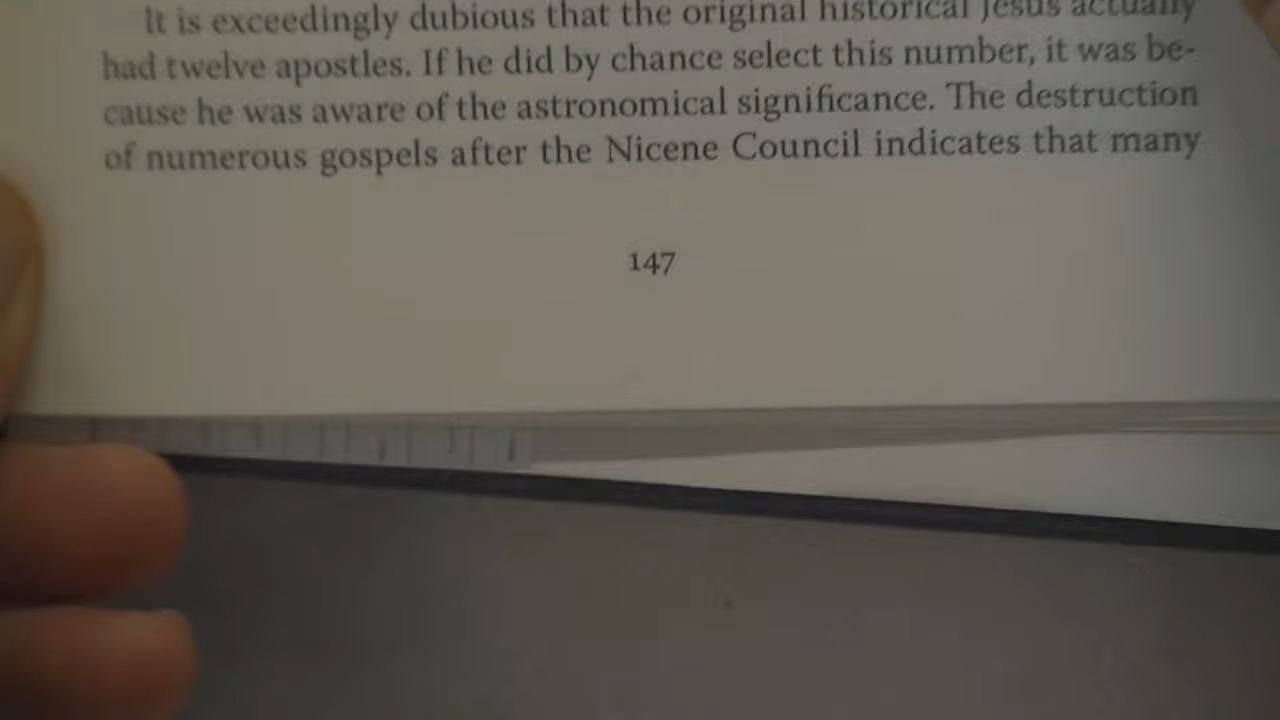 It is exceedingly dubious that the original historical Jesus actually
had twelve apostles. If he did by chance select this number, it was be-
cause he was aware of the astronomical significance. The destruction
of numerous gospels after the Nicene Council indicates that many
147